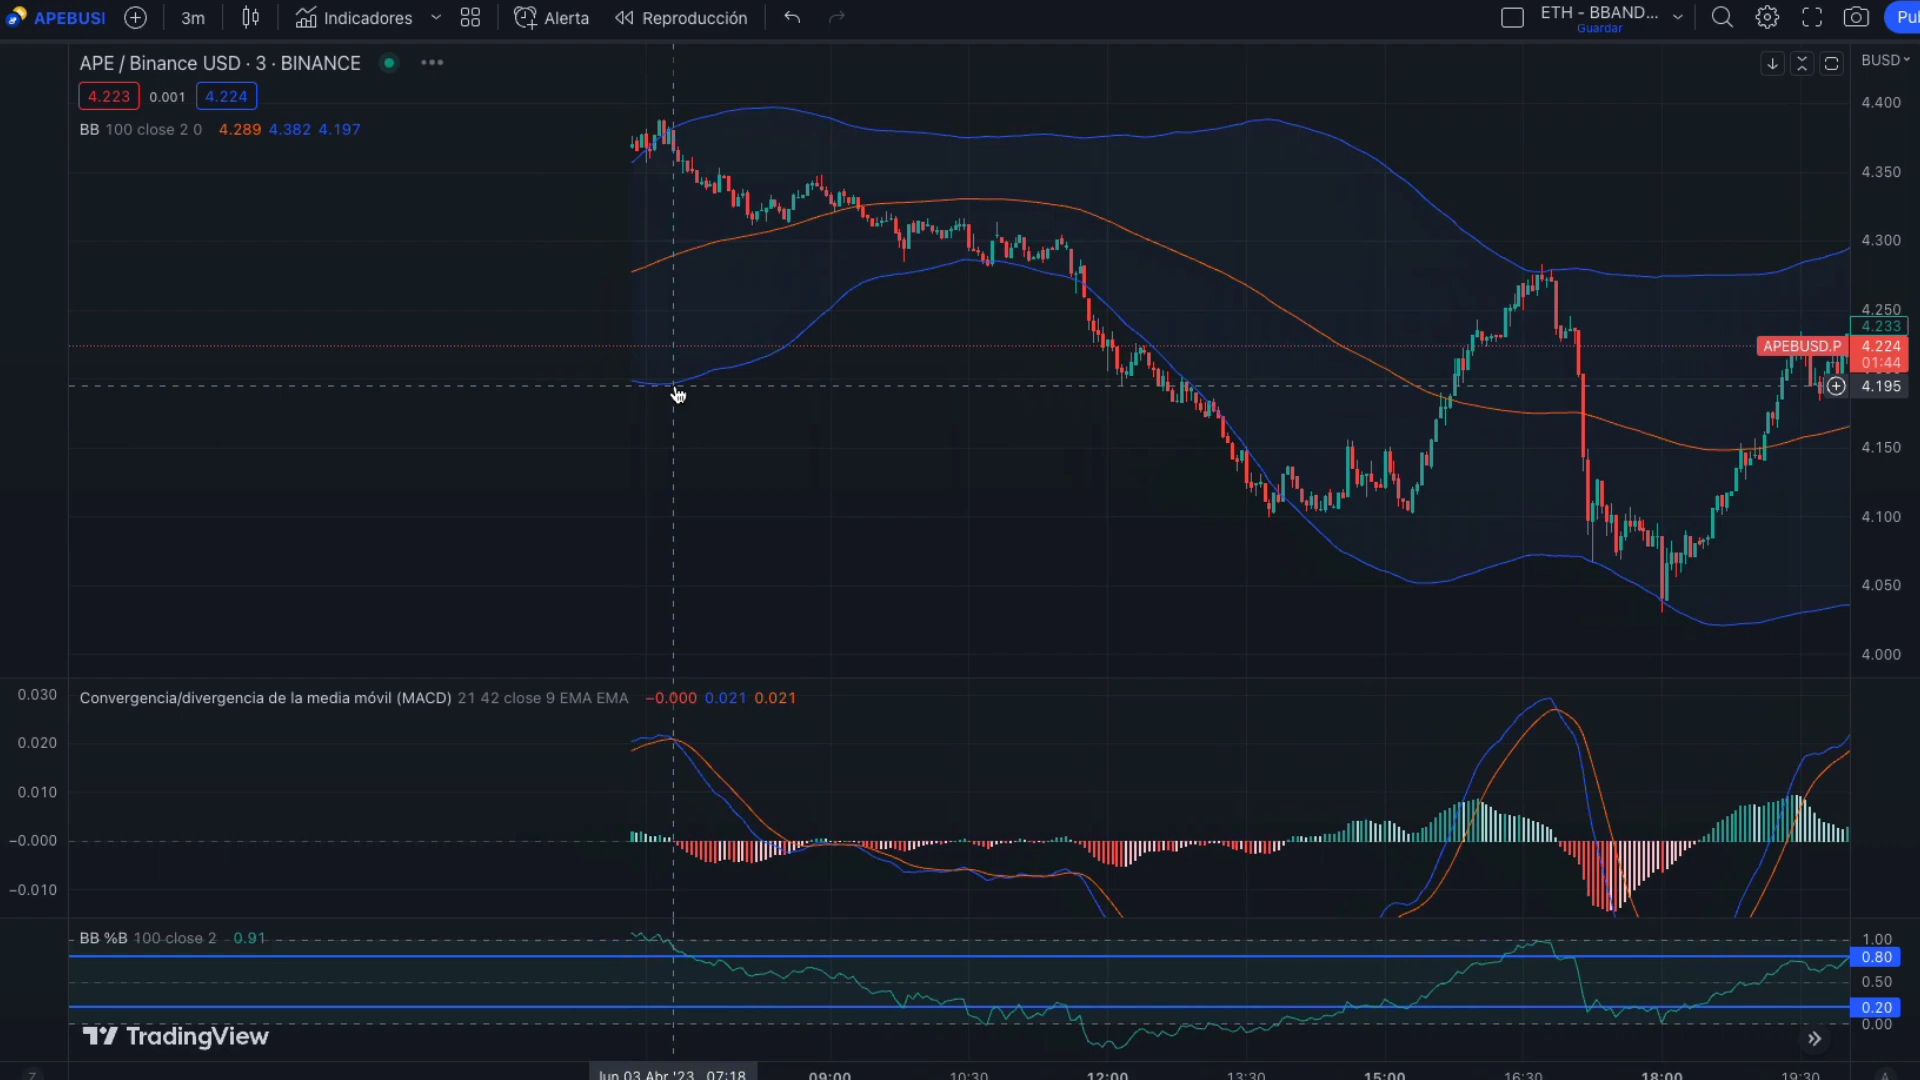 APEBUSI 3m Indicadores Alerta Reproducción ETH - BBAND... Pul
Guardar
APE / Binance USD · 3 · BINANCE BUSD
4.223 0.001 4.224
BB 100 close 2 0 4.289 4.382 4.197
4.400
4.350
4.300
4.250
4.233
APEBUSD.P 4.224
01:44
4.195
4.150
4.100
4.050
4.000
Convergencia/divergencia de la media móvil (MACD) 21 42 close 9 EMA EMA −0.000 0.021 0.021
0.030
0.020
0.010
−0.000
−0.010
BB %B 100 close 2 0.91
1.00
0.80
0.50
0.20
0.00
TradingView
lun 03 Abr '23 07:18 09:00 10:30 12:00 13:30 15:00 16:30 18:00 19:30